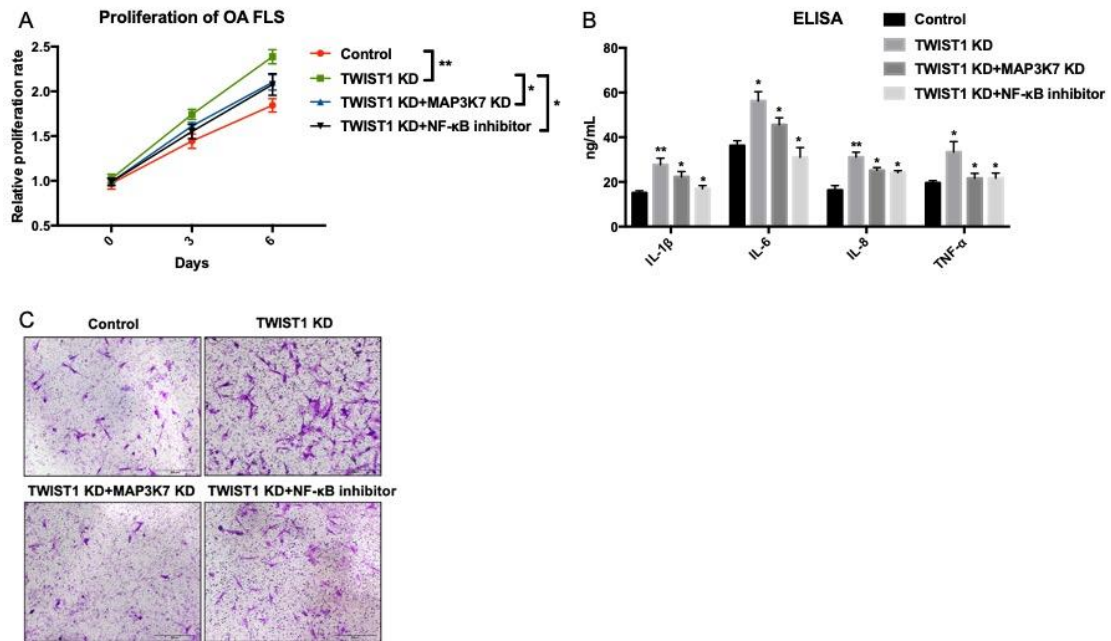 A
Proliferation of OA FLS
Relative proliferation rate
2.5
2.0
1.5
1.0
0.5
0
3
6
Days
Control
TWIST1 KD
TWIST1 KD+MAP3K7 KD
TWIST1 KD+NF-κB inhibitor
**
*
*
B
ELISA
Control
TWIST1 KD
TWIST1 KD+MAP3K7 KD
TWIST1 KD+NF-κB inhibitor
ng/mL
80
60
40
20
0
** * *
* * *
** * *
* * *
IL-1β
IL-6
IL-8
TNF-α
C
Control
TWIST1 KD
TWIST1 KD+MAP3K7 KD
TWIST1 KD+NF-κB inhibitor